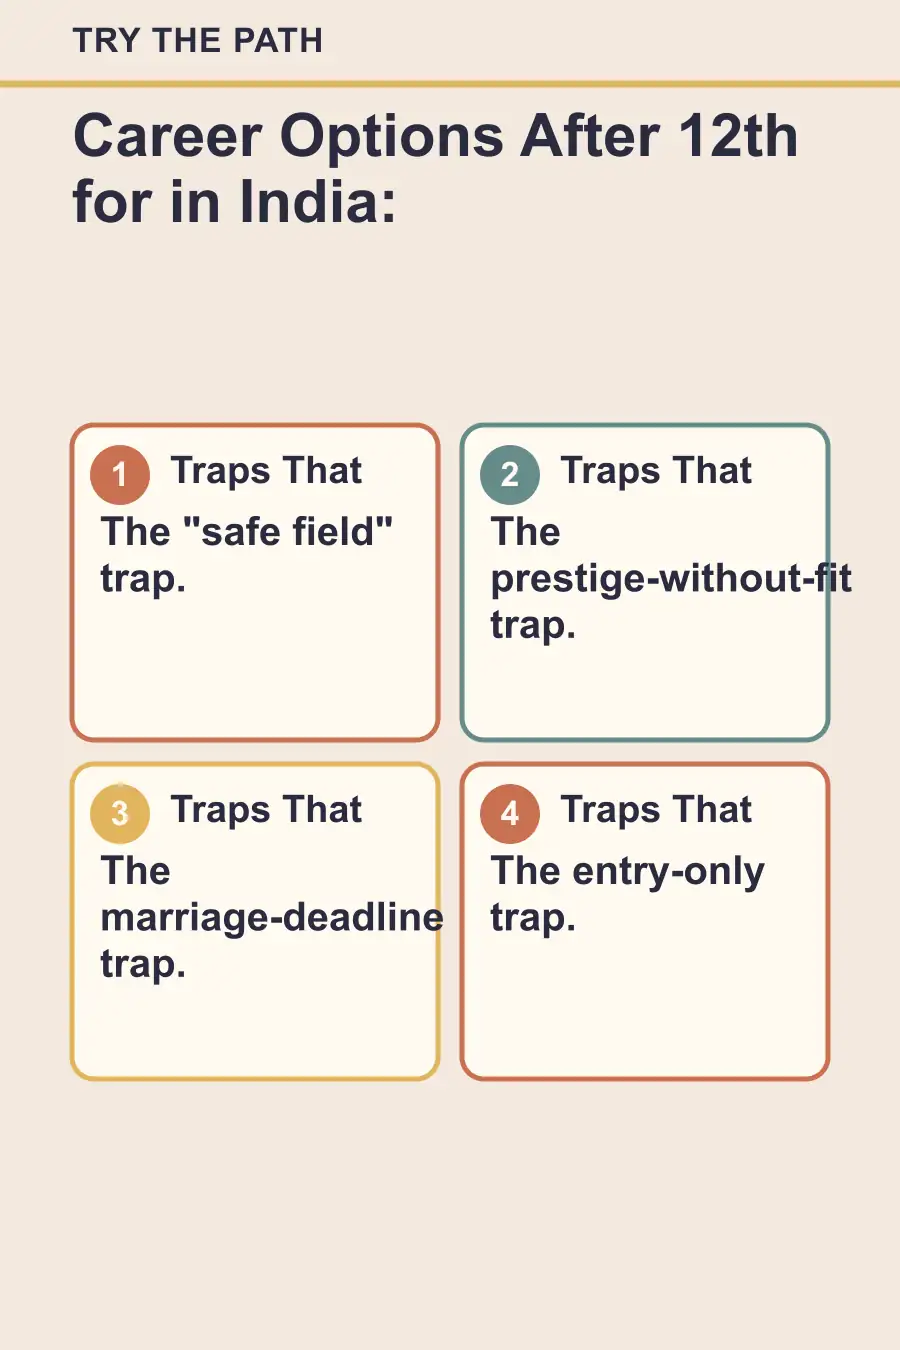 TRY THE PATH
Career Options After 12th
for in India:
1 Traps That
The "safe field"
trap.
2 Traps That
The
prestige-without-fit
trap.
3 Traps That
The
marriage-deadline
trap.
4 Traps That
The entry-only
trap.